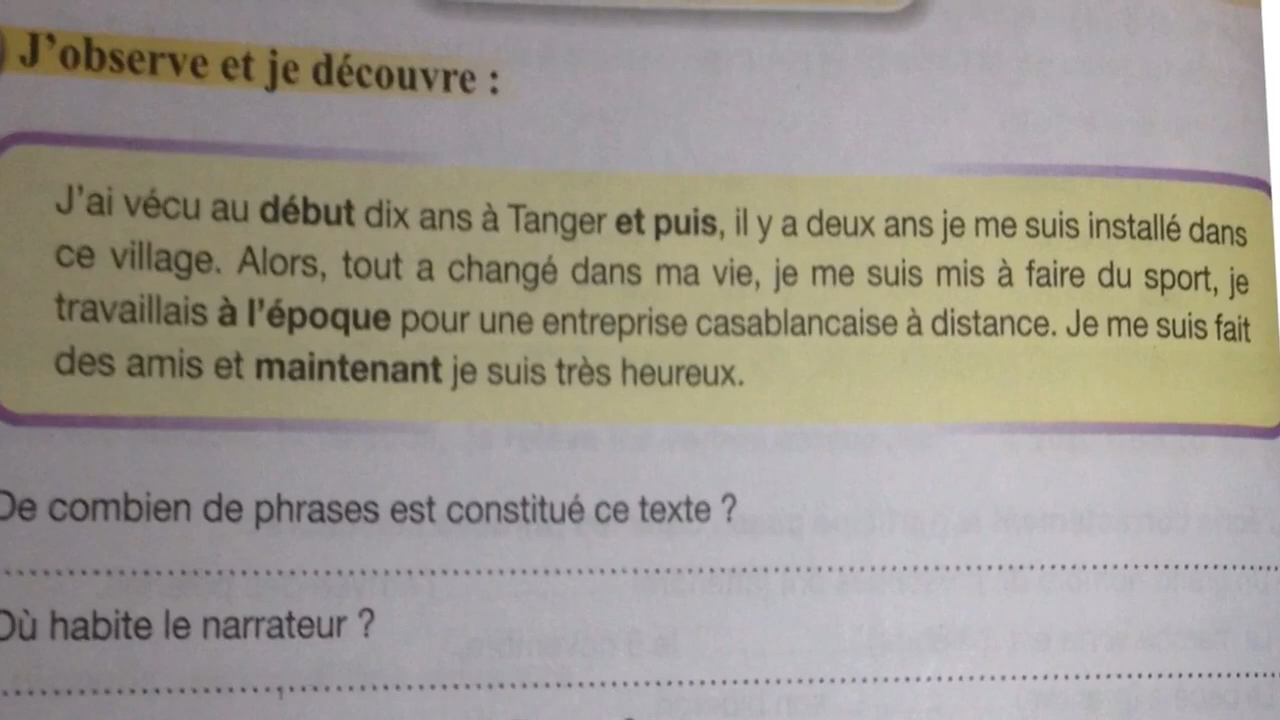 J'observe et je découvre :
J'ai vécu au début dix ans à Tanger et puis, il y a deux ans je me suis installé dans
ce village. Alors, tout a changé dans ma vie, je me suis mis à faire du sport, je
travaillais à l'époque pour une entreprise casablancaise à distance. Je me suis fait
des amis et maintenant je suis très heureux.
De combien de phrases est constitué ce texte ?
Où habite le narrateur ?